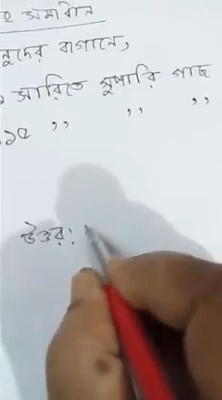 সমাধান
নুদের বাগানে,
সারিতে সুপারি গাছ
১৫ ,, ,, ,,
উত্তর: